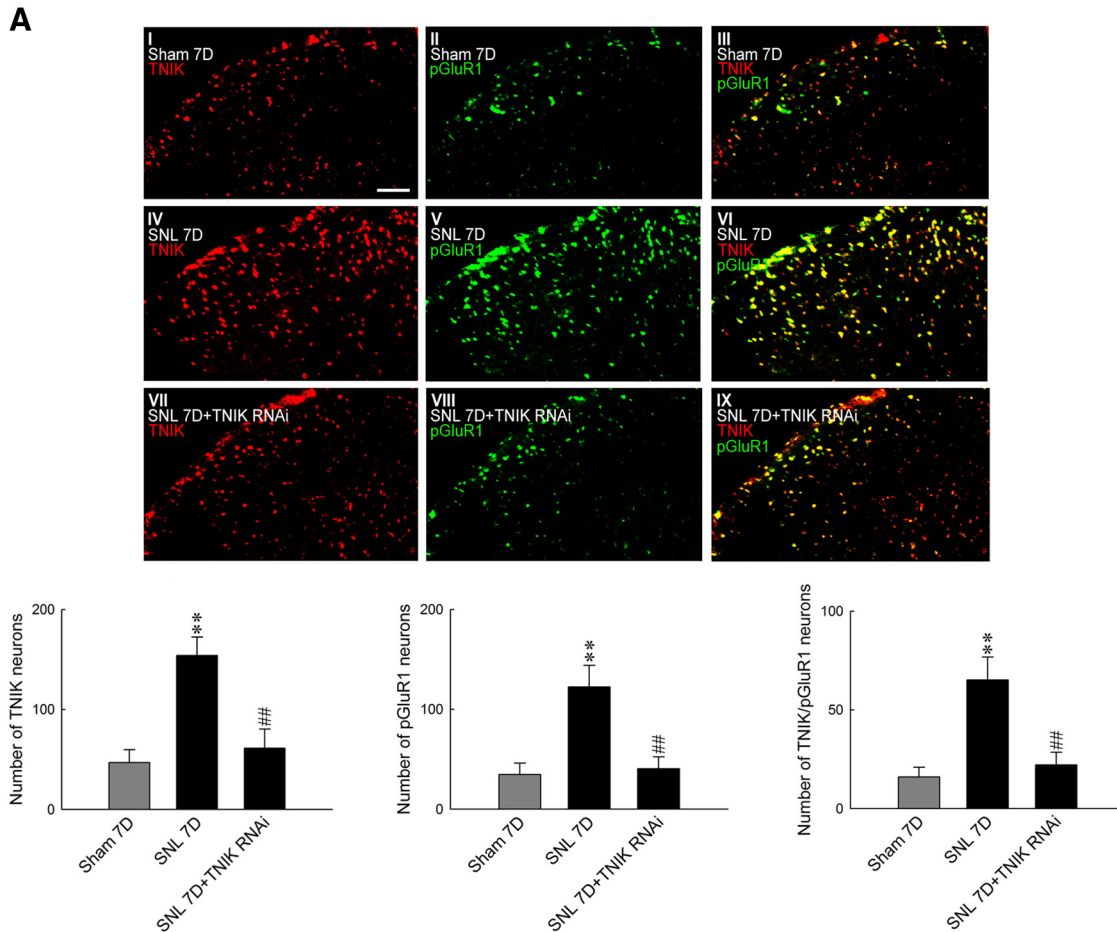 A
I
Sham 7D
TNIK
II
Sham 7D
pGluR1
III
Sham 7D
TNIK
pGluR1
IV
SNL 7D
TNIK
V
SNL 7D
pGluR1
VI
SNL 7D
TNIK
pGluR1
VII
SNL 7D+TNIK RNAi
TNIK
VIII
SNL 7D+TNIK RNAi
pGluR1
IX
SNL 7D+TNIK RNAi
TNIK
pGluR1
Number of TNIK neurons
200
100
0
**
##
Sham 7D
SNL 7D
SNL 7D+TNIK RNAi
Number of pGluR1 neurons
200
100
0
**
##
Sham 7D
SNL 7D
SNL 7D+TNIK RNAi
Number of TNIK/pGluR1 neurons
100
50
0
**
##
Sham 7D
SNL 7D
SNL 7D+TNIK RNAi